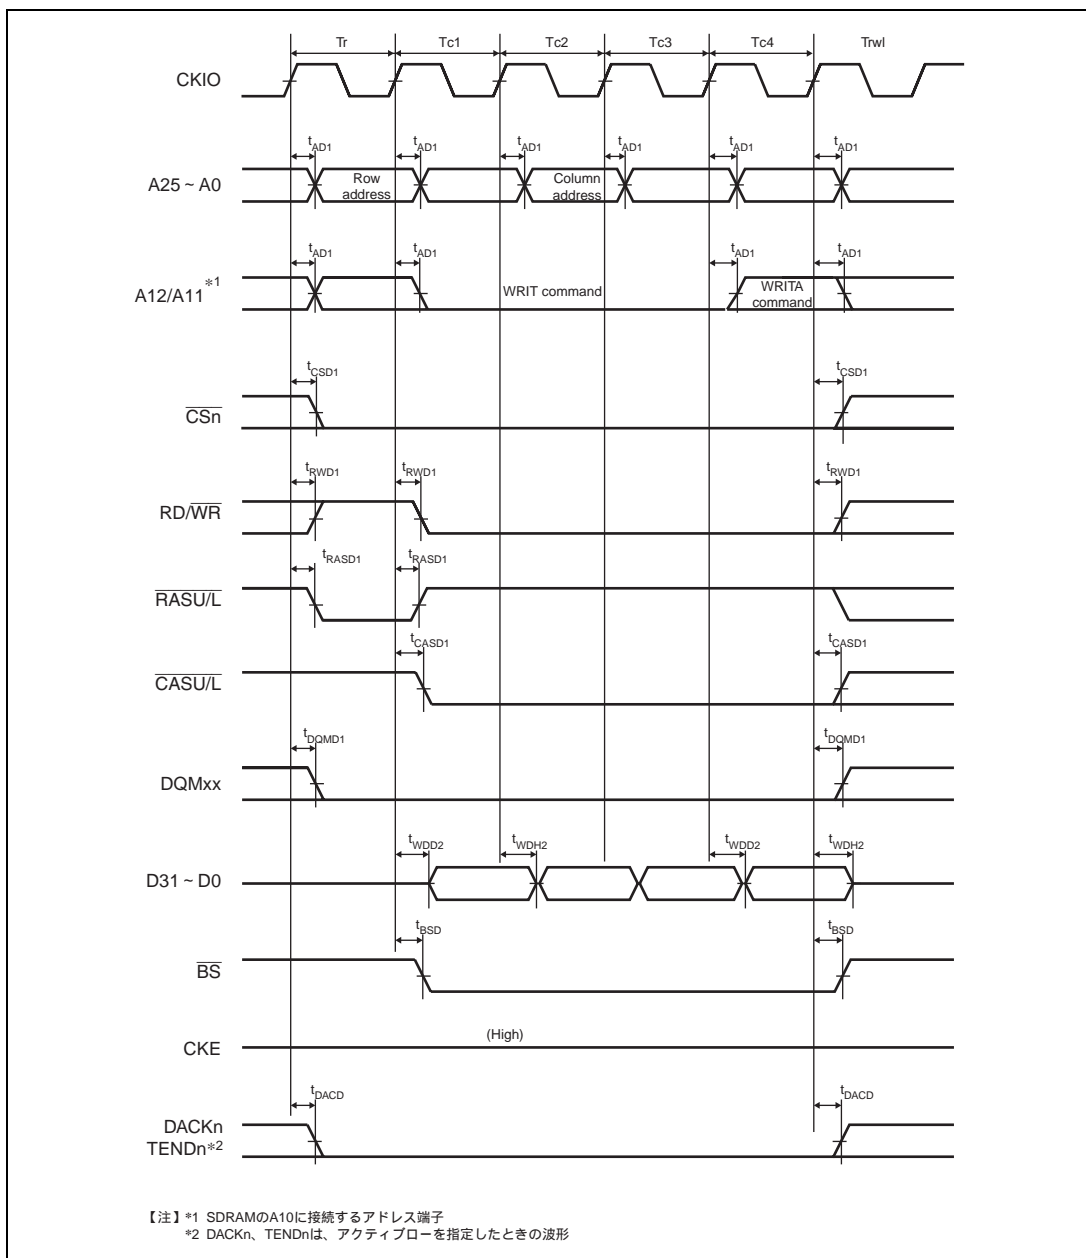 Tr Tc1 Tc2 Tc3 Tc4 Trwl
CKIO
tAD1 tAD1 tAD1 tAD1 tAD1 tAD1
A25 ~ A0
Row address
Column address
tAD1 tAD1 tAD1 tAD1
A12/A11*1
WRIT command
WRITA command
tCSD1 tCSD1
CSn
tRWD1 tRWD1 tRWD1
RD/WR
tRASD1 tRASD1
RASU/L
tCASD1 tCASD1
CASU/L
tDQMD1 tDQMD1
DQMxx
tWDD2 tWDH2 tWDD2 tWDH2
D31 ~ D0
tBSD tBSD
BS
(High)
CKE
tDACD tDACD
DACKn
TENDn*2
【注】*1 SDRAMのA10に接続するアドレス端子
*2 DACKn、TENDnは、アクティブローを指定したときの波形